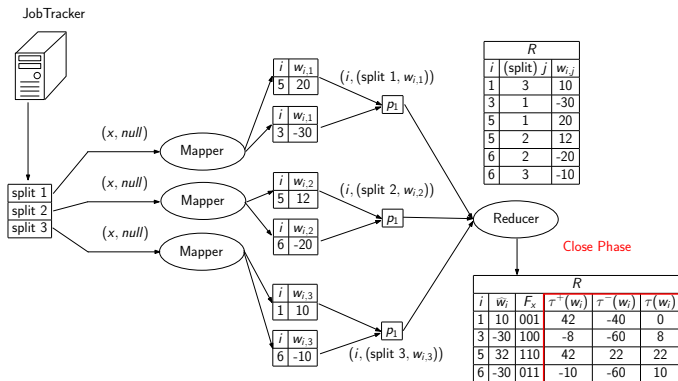 JobTracker
split 1
split 2
split 3
(x, null)
(x, null)
(x, null)
Mapper
Mapper
Mapper
i w_{i,1}
5 20
i w_{i,1}
3 -30
i w_{i,2}
5 12
i w_{i,2}
6 -20
i w_{i,3}
1 10
i w_{i,3}
6 -10
(i, (split 1, w_{i,1}))
p_1
(i, (split 2, w_{i,2}))
p_1
p_1
(i, (split 3, w_{i,3}))
Reducer
Close Phase
R
i (split) j w_{i,j}
1 3 10
3 1 -30
5 1 20
5 2 12
6 2 -20
6 3 -10
R
i ŵ_i F_x τ⁺(w_i) τ⁻(w_i) τ(w_i)
1 10 001 42 -40 0
3 -30 100 -8 -60 8
5 32 110 42 22 22
6 -30 011 -10 -60 10